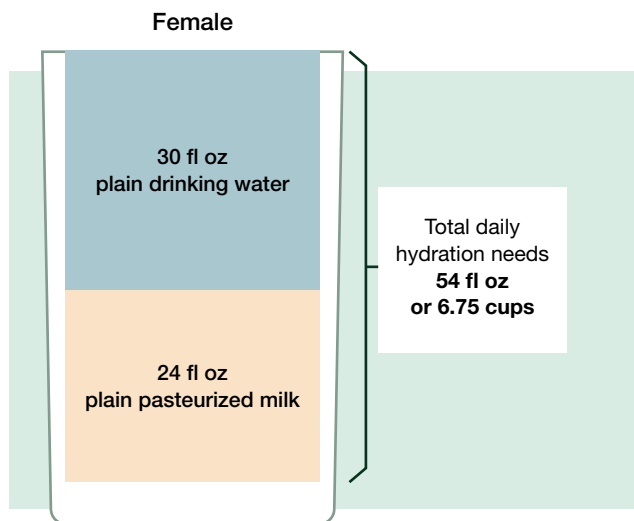 Female
30 fl oz
plain drinking water
Total daily
hydration needs
54 fl oz
or 6.75 cups
24 fl oz
plain pasteurized milk